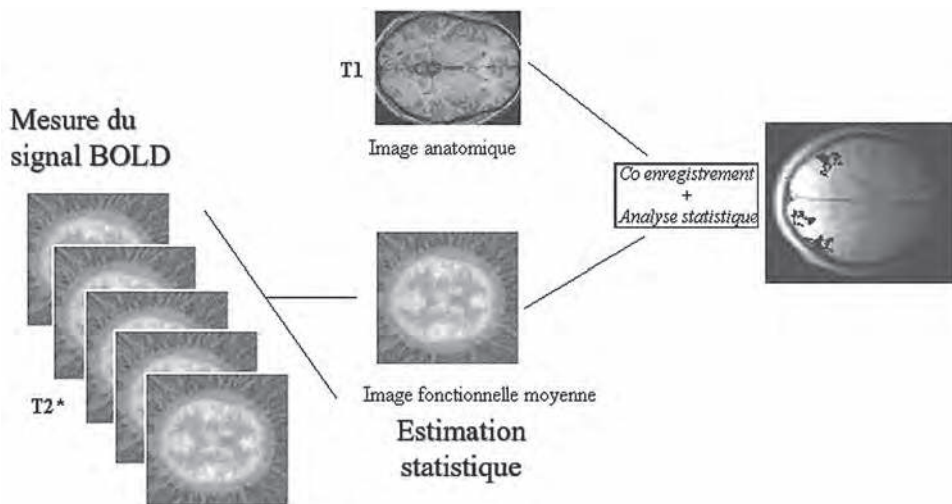 T1
Image anatomique
Mesure du
signal BOLD
Co enregistrement
+
Analyse statistique
T2*
Image fonctionnelle moyenne
Estimation
statistique